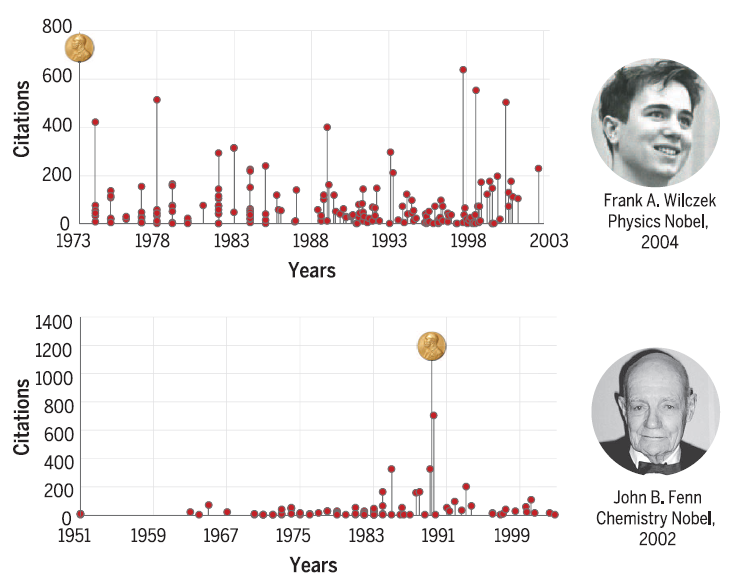 800
600
400
200
0
Citations
1973 1978 1983 1988 1993 1998 2003
Years
Frank A. Wilczek
Physics Nobel,
2004
1400
1200
1000
800
600
400
200
0
Citations
1951 1959 1967 1975 1983 1991 1999
Years
John B. Fenn
Chemistry Nobel,
2002